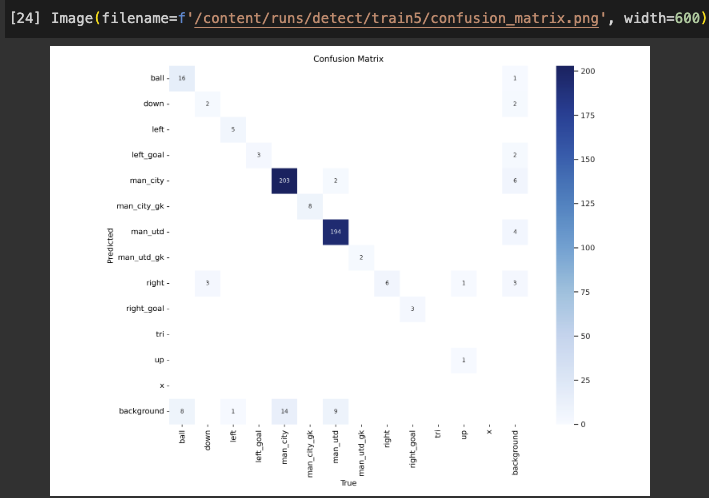 [24] Image(filename=f'/content/runs/detect/train5/confusion_matrix.png', width=600)
Confusion Matrix
ball 16 1 200
down 2 2
left 5 175
left_goal 3 2 150
man_city 203 2 6
man_city_gk 8 125
man_utd 194 4
Predicted
man_utd_gk 2 100
right 3 6 1 3 75
right_goal 3
tri 50
up 1
x 25
background 8 1 14 9 0
ball down left left_goal man_city man_city_gk man_utd man_utd_gk right right_goal tri up x background
True